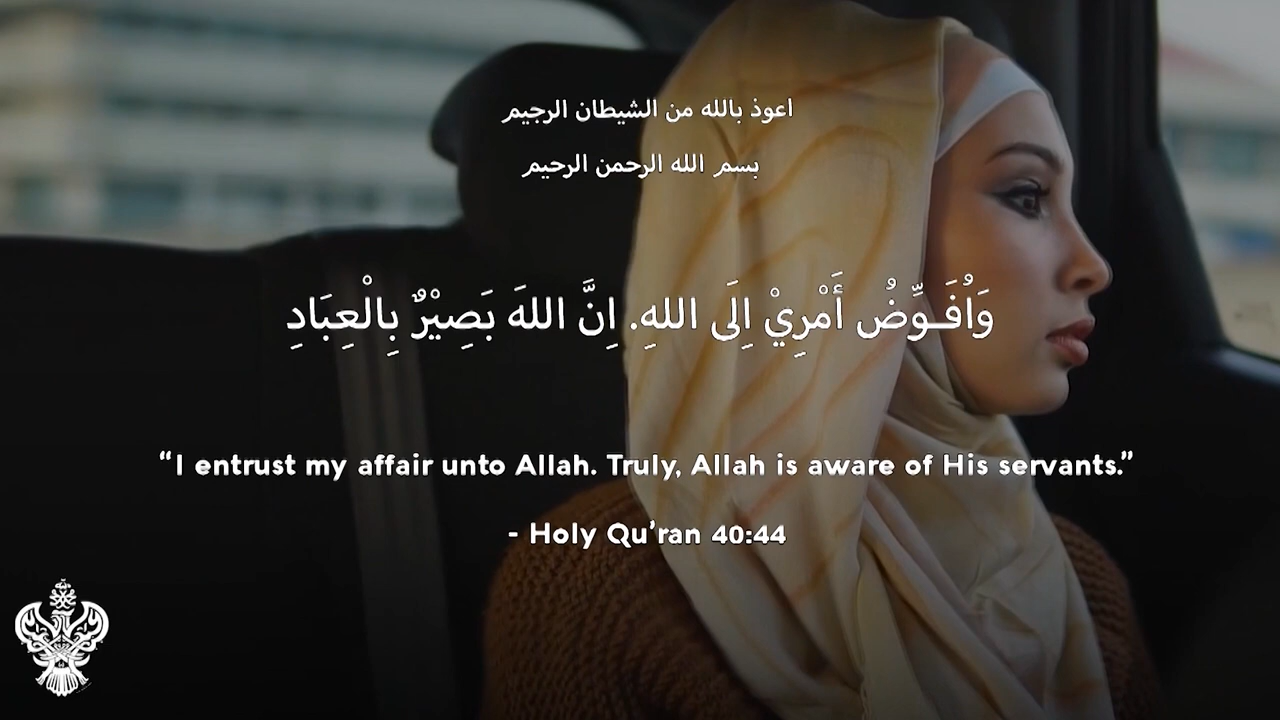 اعوذ بالله من الشيطان الرجيم
بسم الله الرحمن الرحيم
وَاُفَـوِّضُ أَمْرِيْ اِلَى اللهِ. اِنَّ اللهَ بَصِيْرٌ بِالْعِبَادِ
“I entrust my affair unto Allah. Truly, Allah is aware of His servants.”
- Holy Qu’ran 40:44